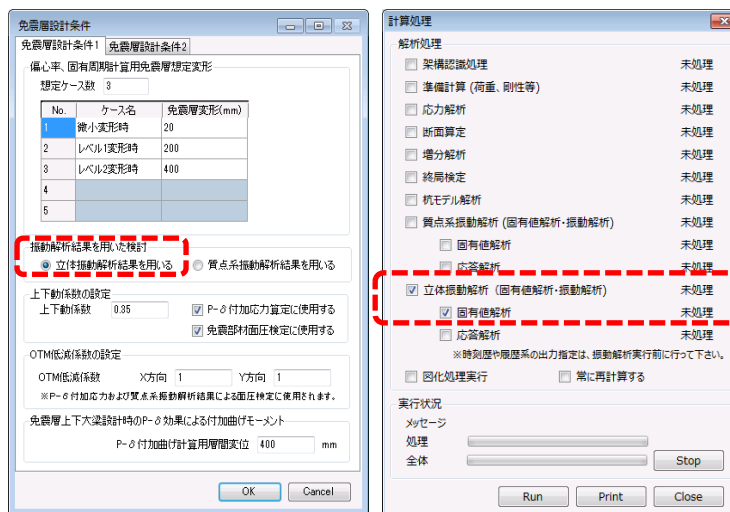 免震層設計条件
免震層設計条件1 免震層設計条件2
偏心率、固有周期計算用免震層想定変形
想定ケース数 3
No. ケース名 免震層変形(mm)
1 微小変形時 20
2 レベル1変形時 200
3 レベル2変形時 400
4
5
振動解析結果を用いた検討
立体振動解析結果を用いる 質点系振動解析結果を用いる
上下動係数の設定
上下動係数 0.35 P-δ付加応力算定に使用する
免震部材面圧検定に使用する
OTM低減係数の設定
OTM低減係数 X方向 1 Y方向 1
※P-δ付加応力および質点系振動解析結果による面圧検定に使用されます。
免震層上下大梁設計時のP-δ効果による付加曲げモーメント
P-δ付加曲げ計算用層間変位 400 mm
OK Cancel
計算処理
解析処理
架構認識処理 未処理
準備計算 (荷重、剛性等) 未処理
応力解析 未処理
断面算定 未処理
増分解析 未処理
終局検定 未処理
杭モデル解析 未処理
質点系振動解析 (固有値解析・振動解析) 未処理
固有値解析 未処理
応答解析 未処理
立体振動解析 (固有値解析・振動解析) 未処理
固有値解析 未処理
応答解析 未処理
※時刻歴や履歴系の出力指定は、振動解析実行前に行って下さい。
図化処理実行 常に再計算する
実行状況
メッセージ
処理
全体 Stop
Run Print Close